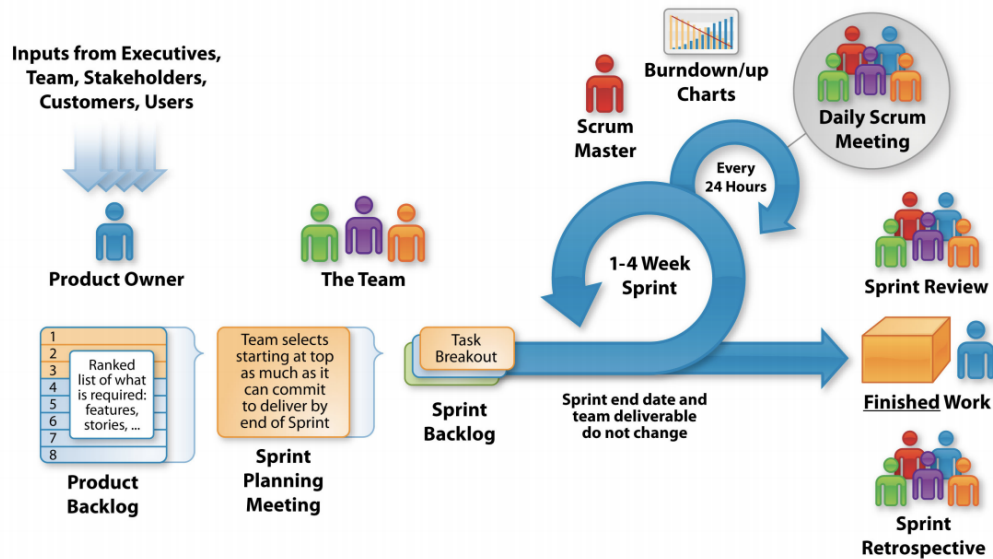 Inputs from Executives,
Team, Stakeholders,
Customers, Users
Product Owner
The Team
Scrum
Master
Burndown/up
Charts
Daily Scrum
Meeting
Every
24 Hours
1-4 Week
Sprint
Sprint Review
1
2
3
4
5
6
7
8
Ranked
list of what
is required:
features,
stories, ...
Product
Backlog
Team selects
starting at top
as much as it
can commit
to deliver by
end of Sprint
Sprint
Planning
Meeting
Task
Breakout
Sprint
Backlog
Sprint end date and
team deliverable
do not change
Finished Work
Sprint
Retrospective